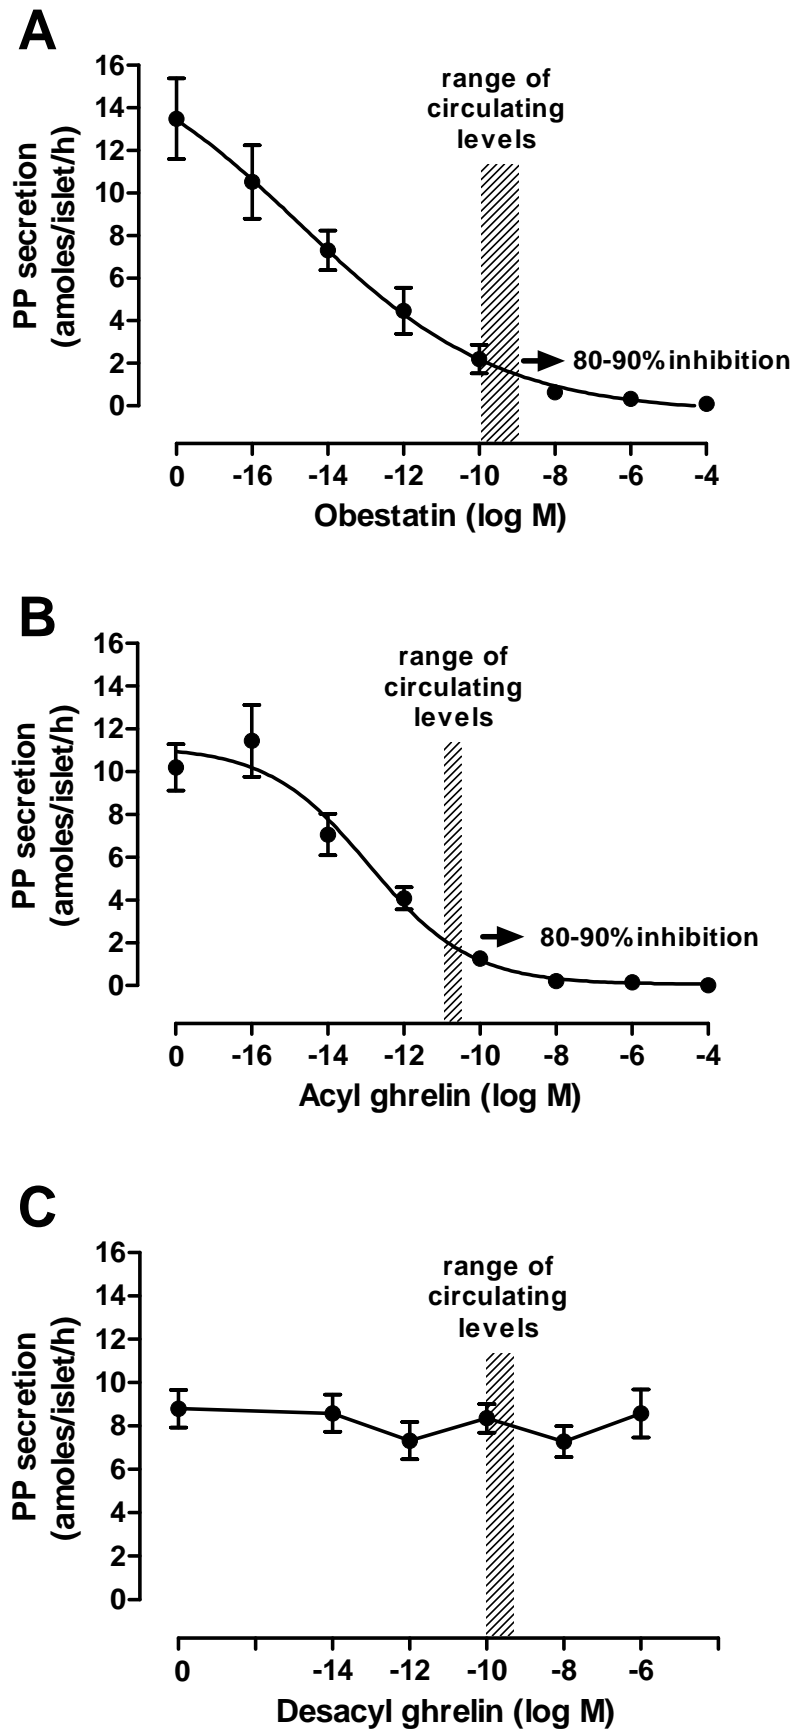 A
PP secretion
(amoles/islet/h)
16
14
12
10
8
6
4
2
0
range of
circulating
levels
80-90% inhibition
0 -16 -14 -12 -10 -8 -6 -4
Obestatin (log M)
B
PP secretion
(amoles/islet/h)
16
14
12
10
8
6
4
2
0
range of
circulating
levels
80-90% inhibition
0 -16 -14 -12 -10 -8 -6 -4
Acyl ghrelin (log M)
C
PP secretion
(amoles/islet/h)
16
14
12
10
8
6
4
2
0
range of
circulating
levels
0 -14 -12 -10 -8 -6
Desacyl ghrelin (log M)